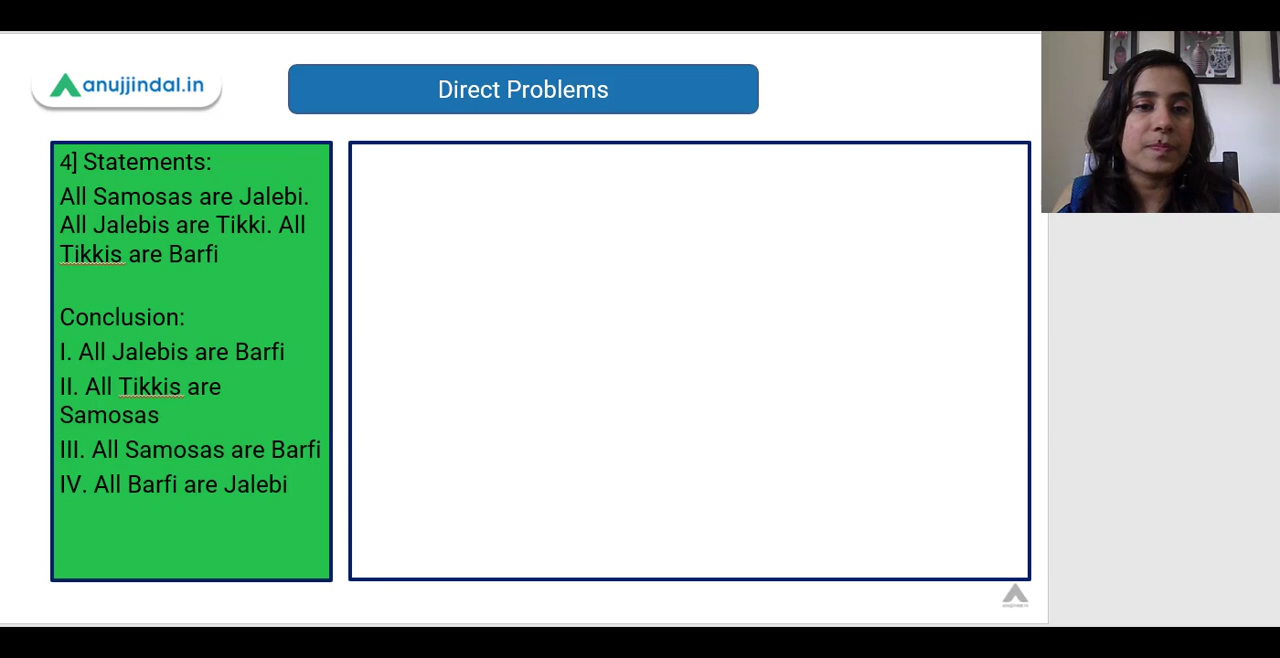 anujjindal.in
Direct Problems
4] Statements:
All Samosas are Jalebi.
All Jalebis are Tikki. All
Tikkis are Barfi
Conclusion:
I. All Jalebis are Barfi
II. All Tikkis are
Samosas
III. All Samosas are Barfi
IV. All Barfi are Jalebi